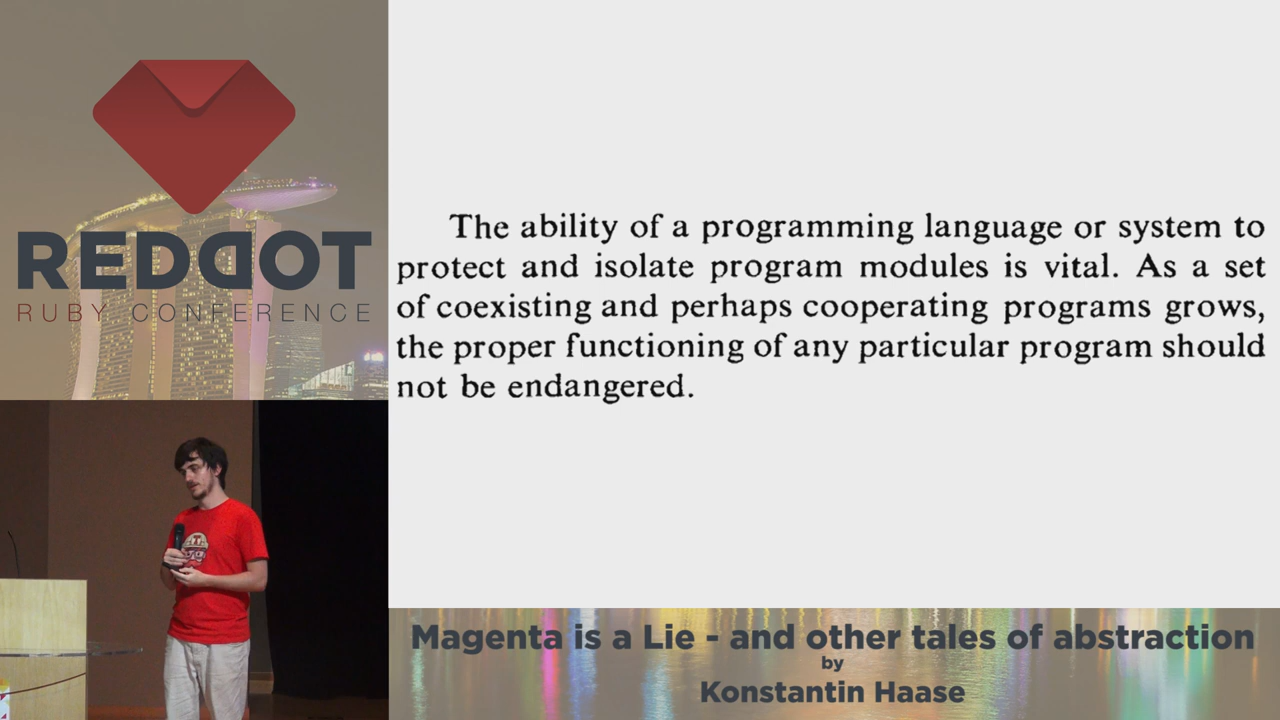 REDDOT
RUBY CONFERENCE
The ability of a programming language or system to
protect and isolate program modules is vital. As a set
of coexisting and perhaps cooperating programs grows,
the proper functioning of any particular program should
not be endangered.
Magenta is a Lie - and other tales of abstraction
by
Konstantin Haase